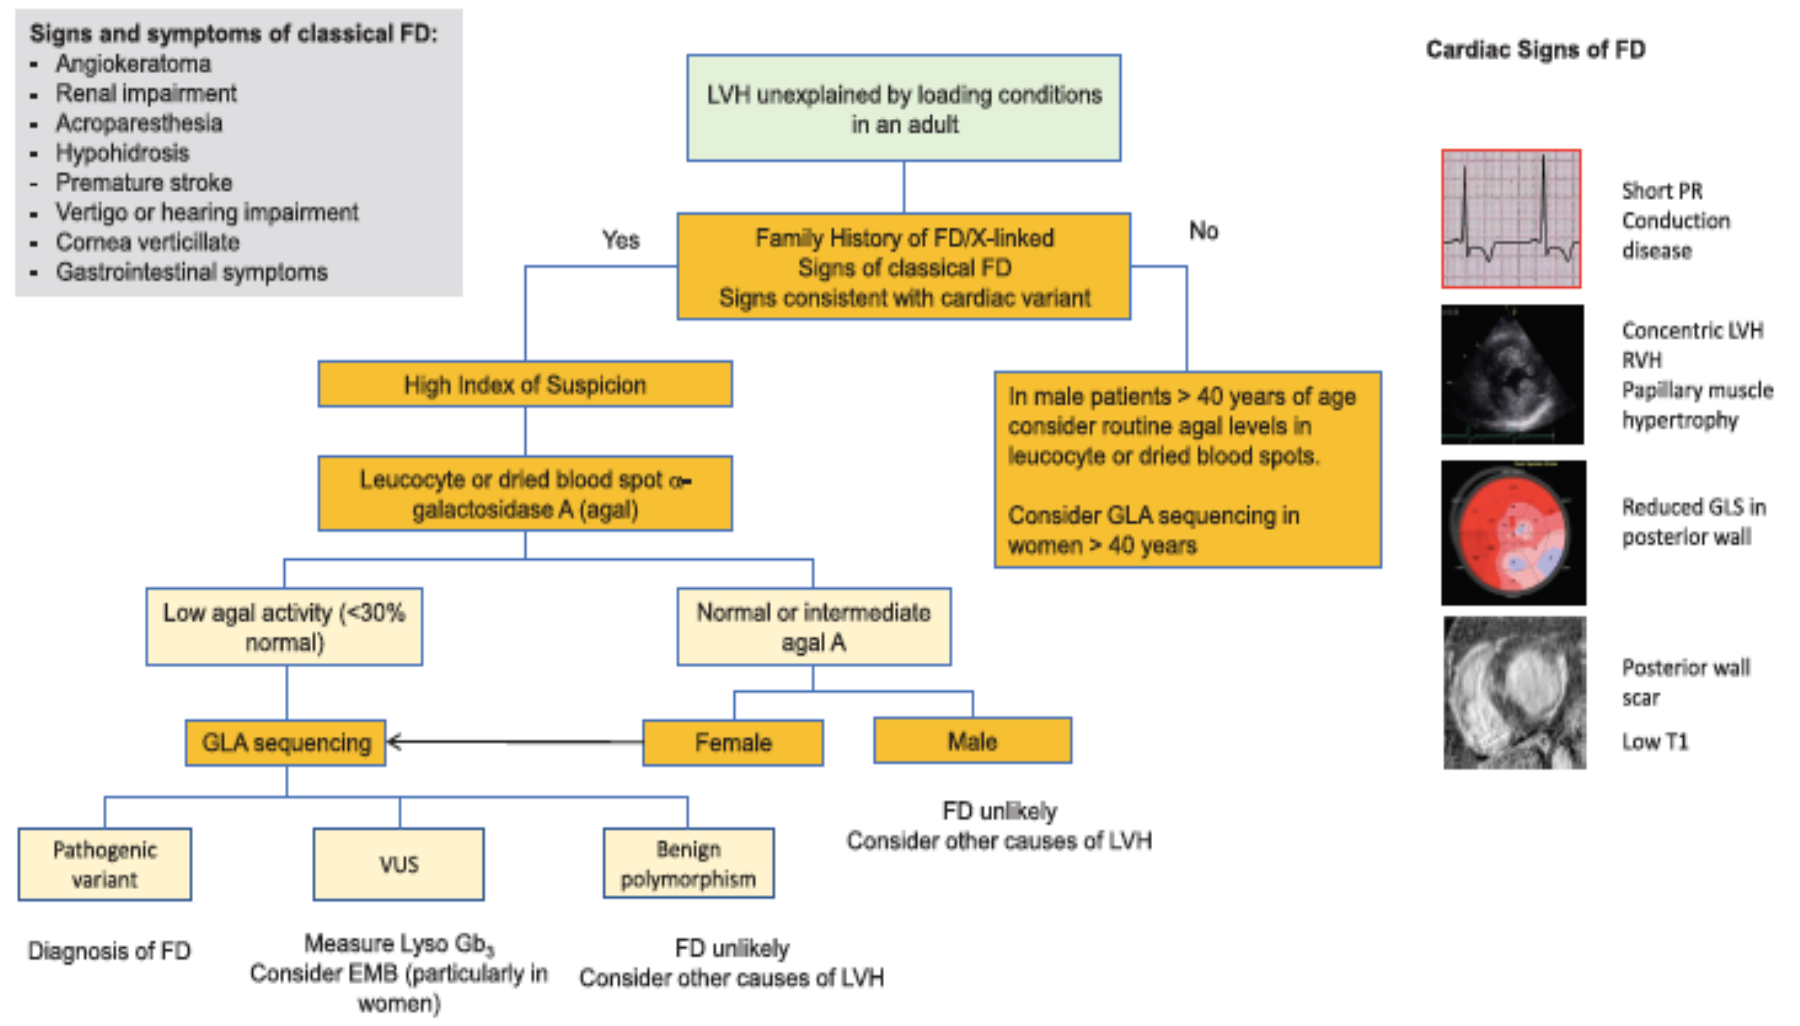 Signs and symptoms of classical FD:
- Angiokeratoma
- Renal impairment
- Acroparesthesia
- Hypohidrosis
- Premature stroke
- Vertigo or hearing impairment
- Cornea verticillate
- Gastrointestinal symptoms
LVH unexplained by loading conditions
in an adult
Yes
Family History of FD/X-linked
Signs of classical FD
Signs consistent with cardiac variant
No
High Index of Suspicion
In male patients > 40 years of age
consider routine agal levels in
leucocyte or dried blood spots.
Consider GLA sequencing in
women > 40 years
Leucocyte or dried blood spot α-
galactosidase A (agal)
Low agal activity (<30%
normal)
Normal or intermediate
agal A
GLA sequencing
Female
Male
FD unlikely
Consider other causes of LVH
Pathogenic
variant
VUS
Benign
polymorphism
Diagnosis of FD
Measure Lyso Gb₃
Consider EMB (particularly in
women)
FD unlikely
Consider other causes of LVH
Cardiac Signs of FD
Short PR
Conduction
disease
Concentric LVH
RVH
Papillary muscle
hypertrophy
Reduced GLS in
posterior wall
Posterior wall
scar
Low T1